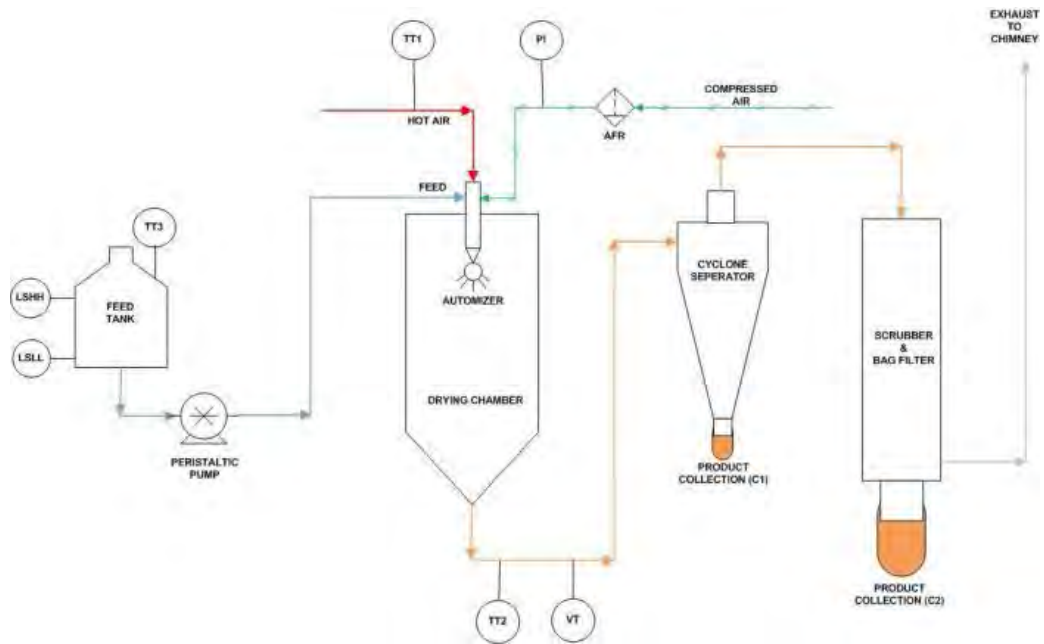 EXHAUST
TO
CHIMNEY
TT1
PI
COMPRESSED
AIR
HOT AIR
AFR
FEED
TT3
LSHH
FEED
TANK
LSLL
AUTOMIZER
CYCLONE
SEPERATOR
SCRUBBER
&
BAG FILTER
DRYING CHAMBER
PERISTALTIC
PUMP
PRODUCT
COLLECTION (C1)
PRODUCT
COLLECTION (C2)
TT2
VT